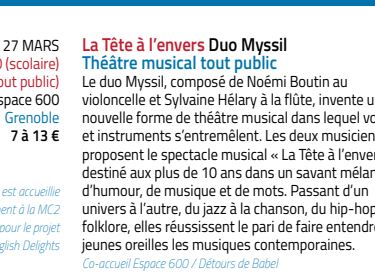 27 MARS
(scolaire)
out public)
space 600
Grenoble
7 à 13 €
est accueillie
ent à la MC2
pour le projet
glish Delights
La Tête à l'envers Duo Myssil
Théâtre musical tout public
Le duo Myssil, composé de Noémi Boutin au
violoncelle et Sylvaine Hélary à la flûte, invente u
nouvelle forme de théâtre musical dans lequel vo
et instruments s'entremêlent. Les deux musicien
proposent le spectacle musical « La Tête à l'enve
destiné aux plus de 10 ans dans un savant mélan
d'humour, de musique et de mots. Passant d'un
univers à l'autre, du jazz à la chanson, du hip-hop
folklore, elles réussissent le pari de faire entendr
jeunes oreilles les musiques contemporaines.
Co-accueil Espace 600 / Détours de Babel